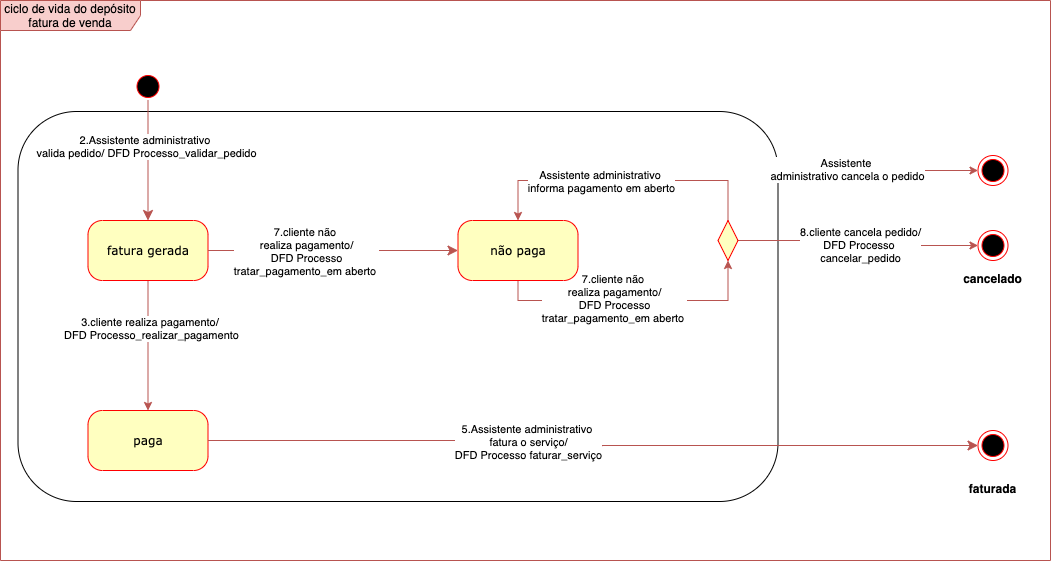 ciclo de vida do depósito
fatura de venda
2.Assistente administrativo
valida pedido/ DFD Processo_validar_pedido
Assistente administrativo
informa pagamento em aberto
Assistente
administrativo cancela o pedido
fatura gerada
7.cliente não
realiza pagamento/
DFD Processo
tratar_pagamento_em aberto
não paga
8.cliente cancela pedido/
DFD Processo
cancelar_pedido
cancelado
7.cliente não
realiza pagamento/
DFD Processo
tratar_pagamento_em aberto
3.cliente realiza pagamento/
DFD Processo_realizar_pagamento
paga
5.Assistente administrativo
fatura o serviço/
DFD Processo faturar_serviço
faturada